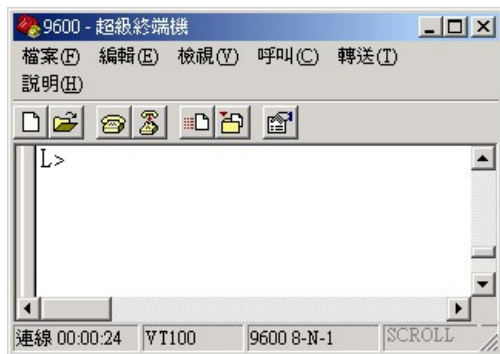 9600 - 超級終端機
檔案(F) 編輯(E) 檢視(V) 呼叫(C) 轉送(T)
說明(H)
L>
連線 00:00:24 VT100 9600 8-N-1 SCROLL